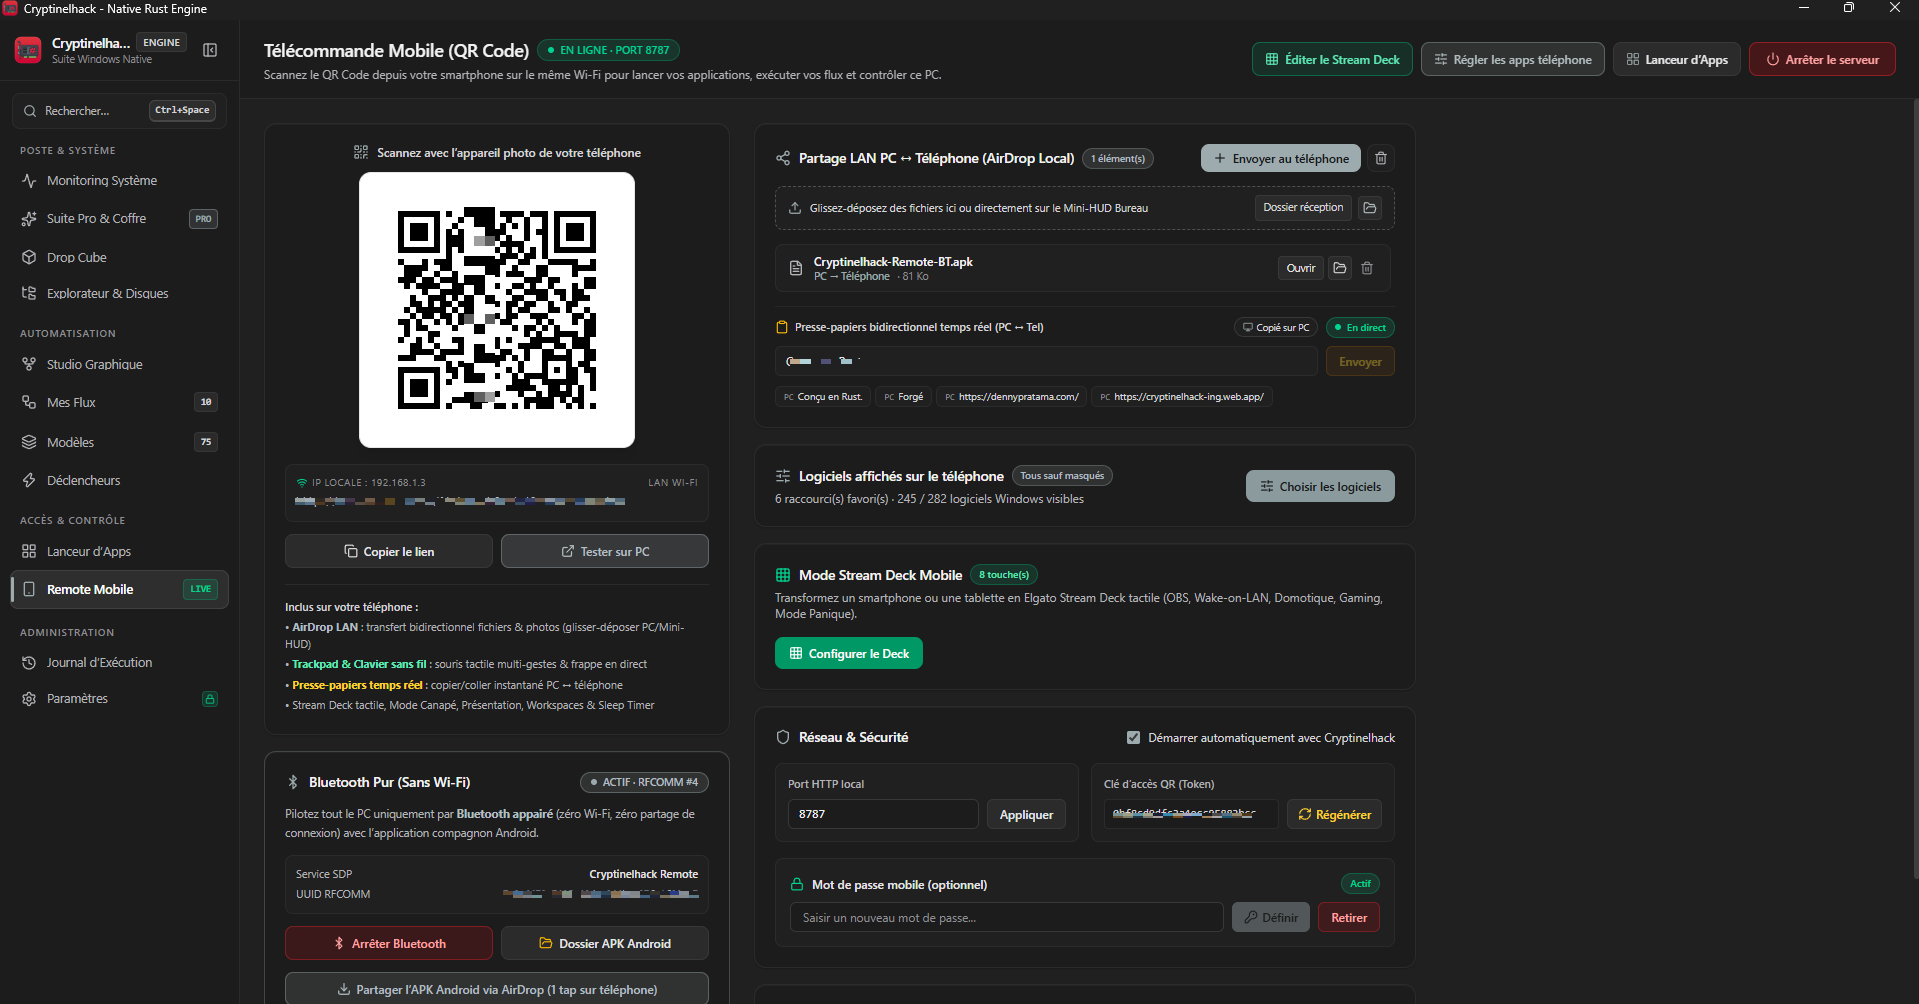 Cryptinelhack - Native Rust Engine
Cryptinelha...
ENGINE
Suite Windows Native
Rechercher...
Ctrl+Space
POSTE & SYSTÈME
Monitoring Système
Suite Pro & Coffre
PRO
Drop Cube
Explorateur & Disques
AUTOMATISATION
Studio Graphique
Mes Flux
10
Modèles
75
Déclencheurs
ACCÈS & CONTRÔLE
Lanceur d'Apps
Remote Mobile
LIVE
ADMINISTRATION
Journal d'Exécution
Paramètres
Télécommande Mobile (QR Code)
EN LIGNE · PORT 8787
Scannez le QR Code depuis votre smartphone sur le même Wi-Fi pour lancer vos applications, exécuter vos flux et contrôler ce PC.
Éditer le Stream Deck
Régler les apps téléphone
Lanceur d'Apps
Arrêter le serveur
Scannez avec l'appareil photo de votre téléphone
IP LOCALE : 192.168.1.3
LAN WI-FI
Copier le lien
Tester sur PC
Inclus sur votre téléphone :
• AirDrop LAN : transfert bidirectionnel fichiers & photos (glisser-déposer PC/Mini-
HUD)
• Trackpad & Clavier sans fil : souris tactile multi-gestes & frappe en direct
• Presse-papiers temps réel : copier/coller instantané PC ↔ téléphone
• Stream Deck tactile, Mode Canapé, Présentation, Workspaces & Sleep Timer
Bluetooth Pur (Sans Wi-Fi)
ACTIF · RFCOMM #4
Pilotez tout le PC uniquement par Bluetooth appairé (zéro Wi-Fi, zéro partage de
connexion) avec l'application compagnon Android.
Service SDP
Cryptinelhack Remote
UUID RFCOMM
Arrêter Bluetooth
Dossier APK Android
Partager l'APK Android via AirDrop (1 tap sur téléphone)
Partage LAN PC ↔ Téléphone (AirDrop Local)
1 élément(s)
Envoyer au téléphone
Glissez-déposez des fichiers ici ou directement sur le Mini-HUD Bureau
Dossier réception
Cryptinelhack-Remote-BT.apk
PC → Téléphone · 81 Ko
Ouvrir
Presse-papiers bidirectionnel temps réel (PC ↔ Tel)
Copié sur PC
En direct
Envoyer
PC Conçu en Rust.
PC Forgé
PC https://dennypratama.com/
PC https://cryptinelhack-ing.web.app/
Logiciels affichés sur le téléphone
Tous sauf masqués
6 raccourci(s) favori(s) · 245 / 282 logiciels Windows visibles
Choisir les logiciels
Mode Stream Deck Mobile
8 touche(s)
Transformez un smartphone ou une tablette en Elgato Stream Deck tactile (OBS, Wake-on-LAN, Domotique, Gaming,
Mode Panique).
Configurer le Deck
Réseau & Sécurité
Démarrer automatiquement avec Cryptinelhack
Port HTTP local
8787
Appliquer
Clé d'accès QR (Token)
Régénérer
Mot de passe mobile (optionnel)
Actif
Saisir un nouveau mot de passe...
Définir
Retirer